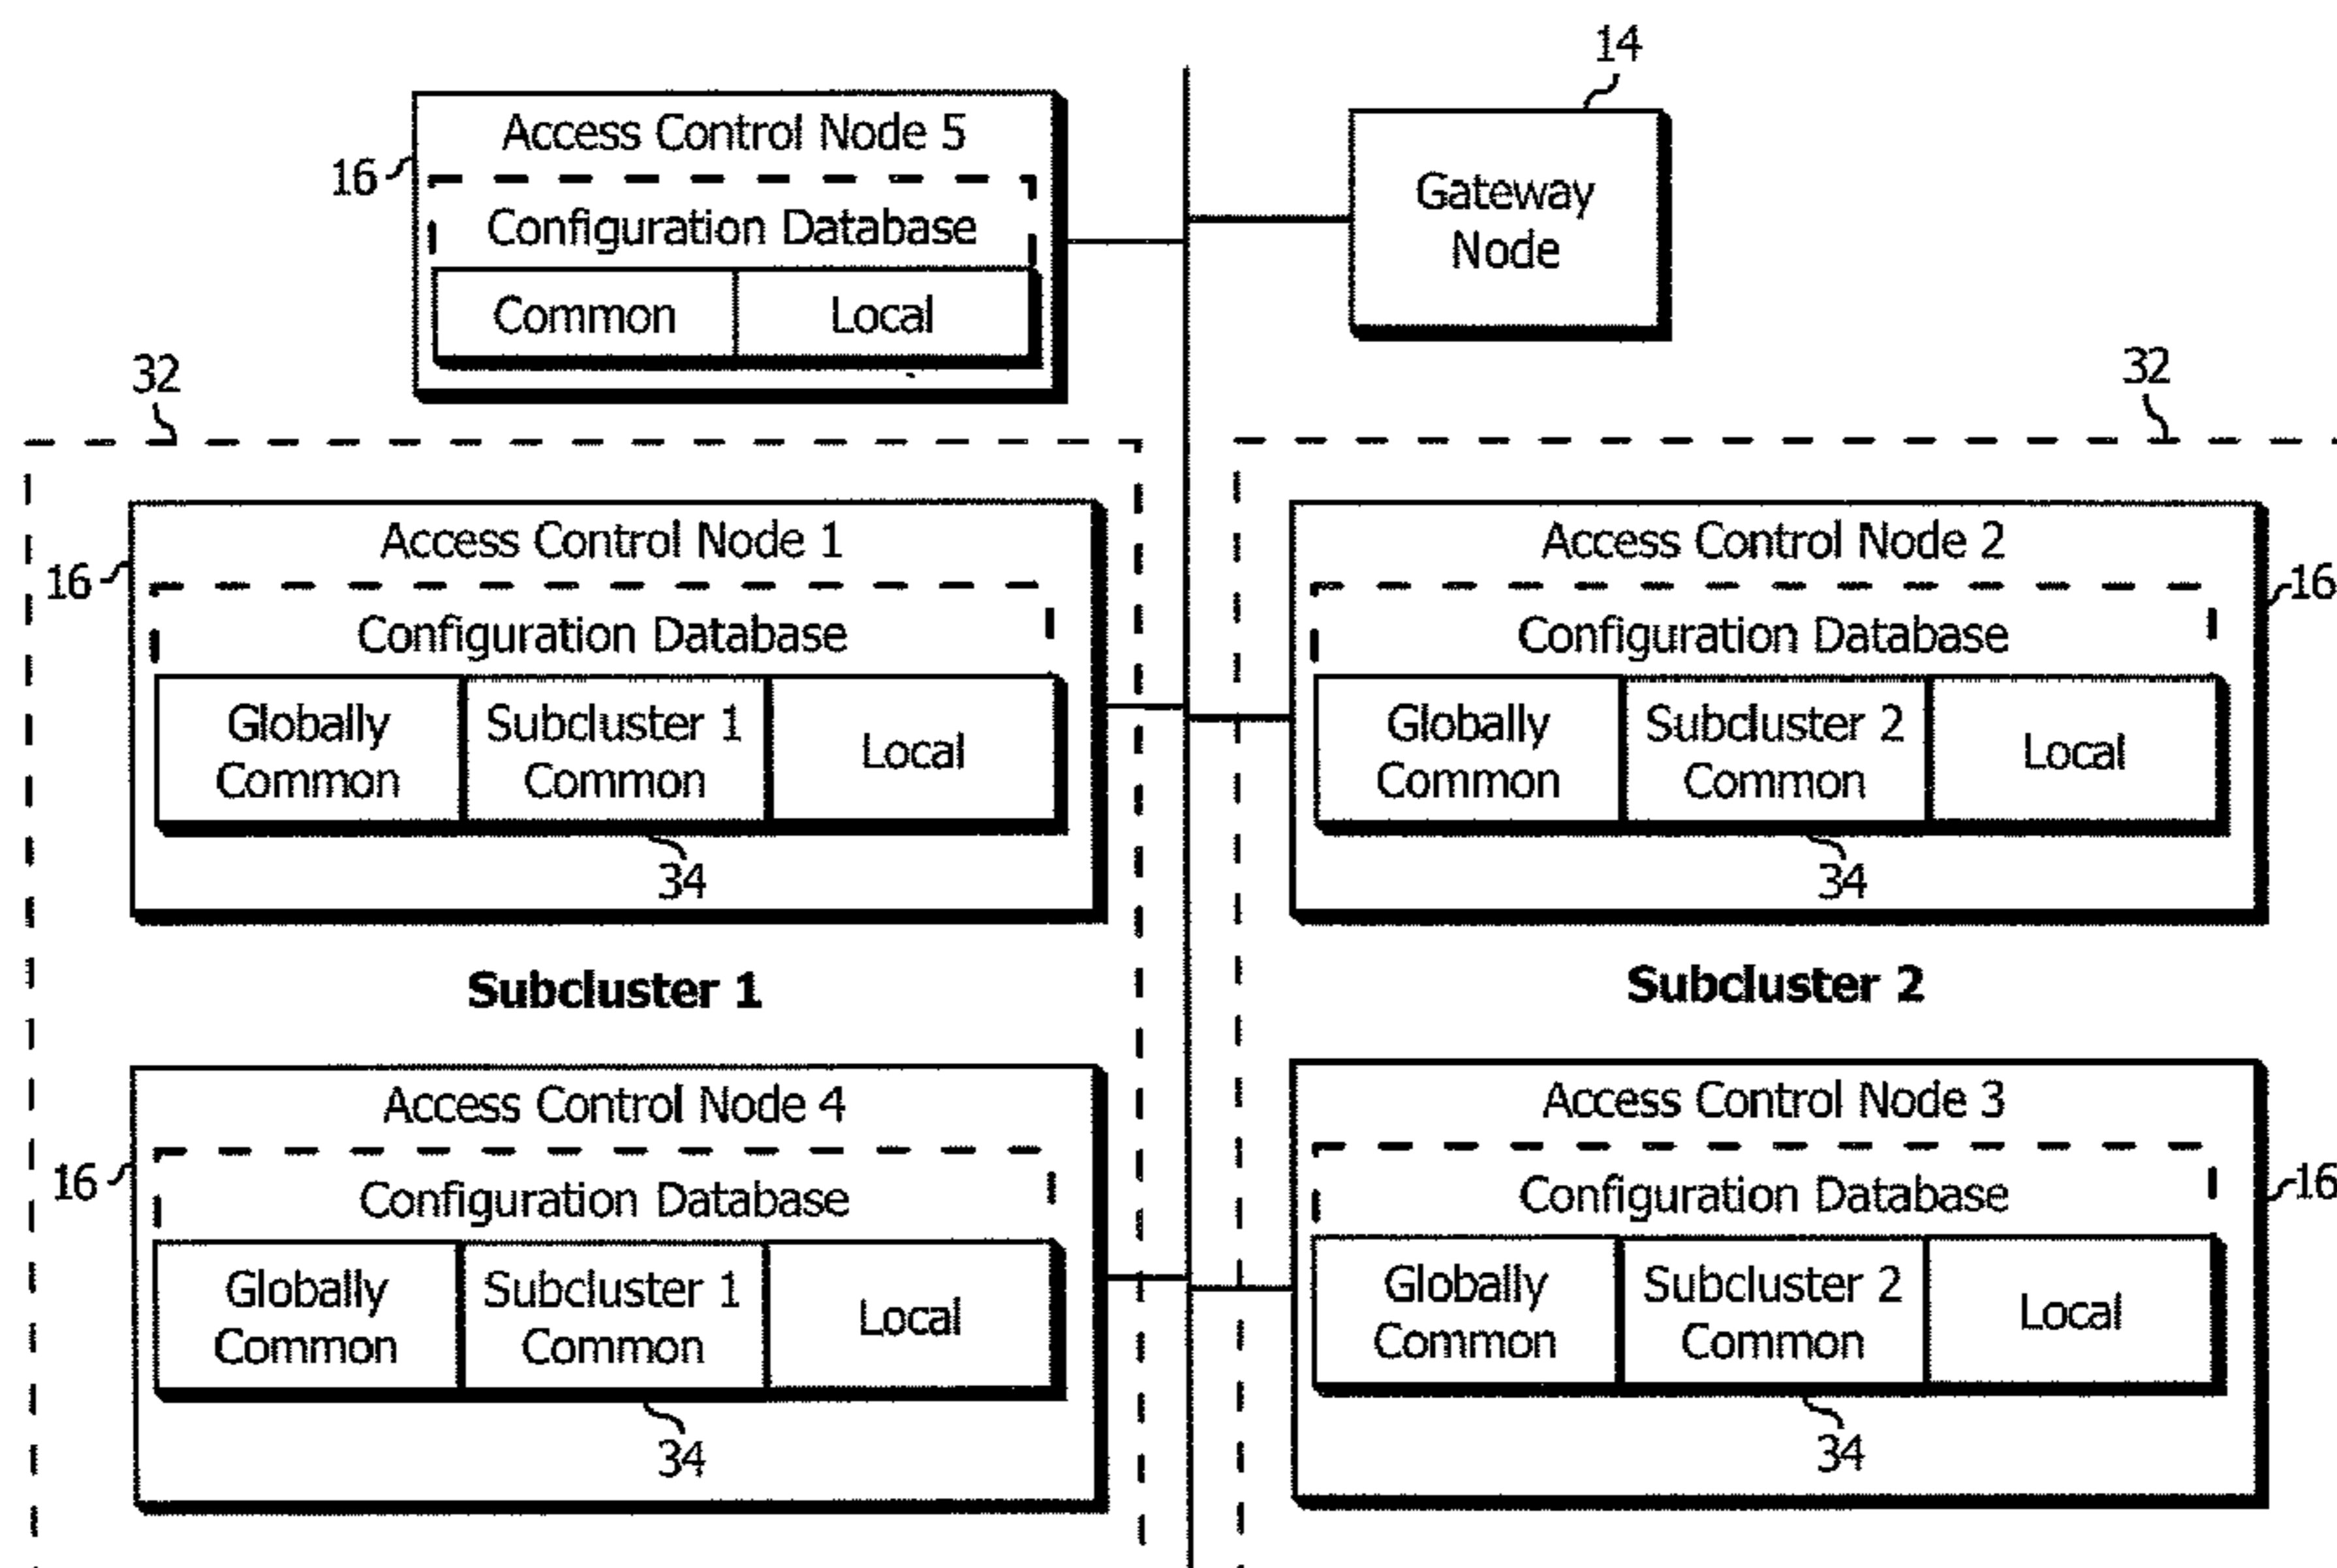 14
Access Control Node 5
16
Configuration Database
Common
Local
Gateway
Node
32
32
Access Control Node 1
16
Configuration Database
Globally
Common
Subcluster 1
Common
Local
34
Access Control Node 2
16
Configuration Database
Globally
Common
Subcluster 2
Common
Local
34
Subcluster 1
Subcluster 2
Access Control Node 4
16
Configuration Database
Globally
Common
Subcluster 1
Common
Local
34
Access Control Node 3
16
Configuration Database
Globally
Common
Subcluster 2
Common
Local
34